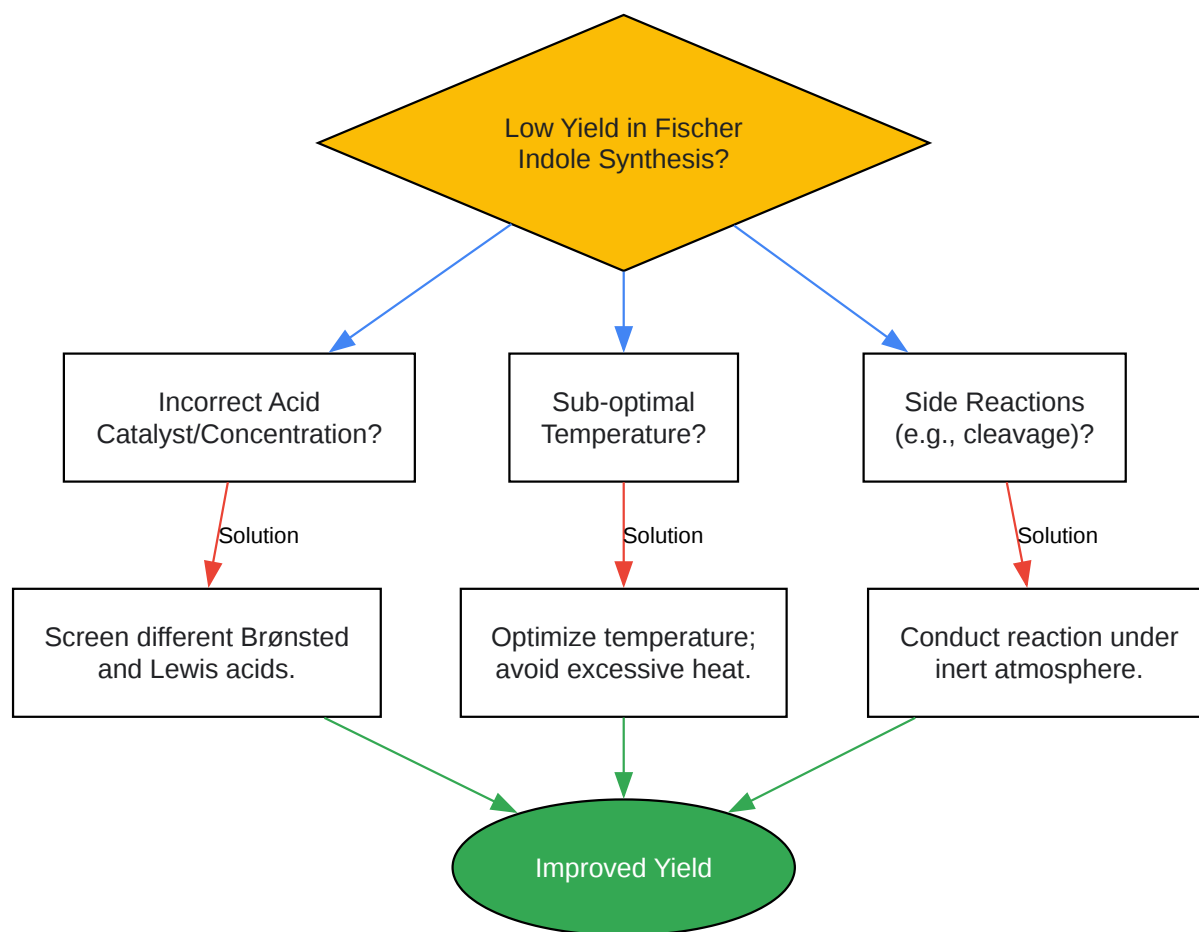 Low Yield in Fischer
Indole Synthesis?
Incorrect Acid
Catalyst/Concentration?
Sub-optimal
Temperature?
Side Reactions
(e.g., cleavage)?
Solution
Solution
Solution
Screen different Brønsted
and Lewis acids.
Optimize temperature;
avoid excessive heat.
Conduct reaction under
inert atmosphere.
Improved Yield